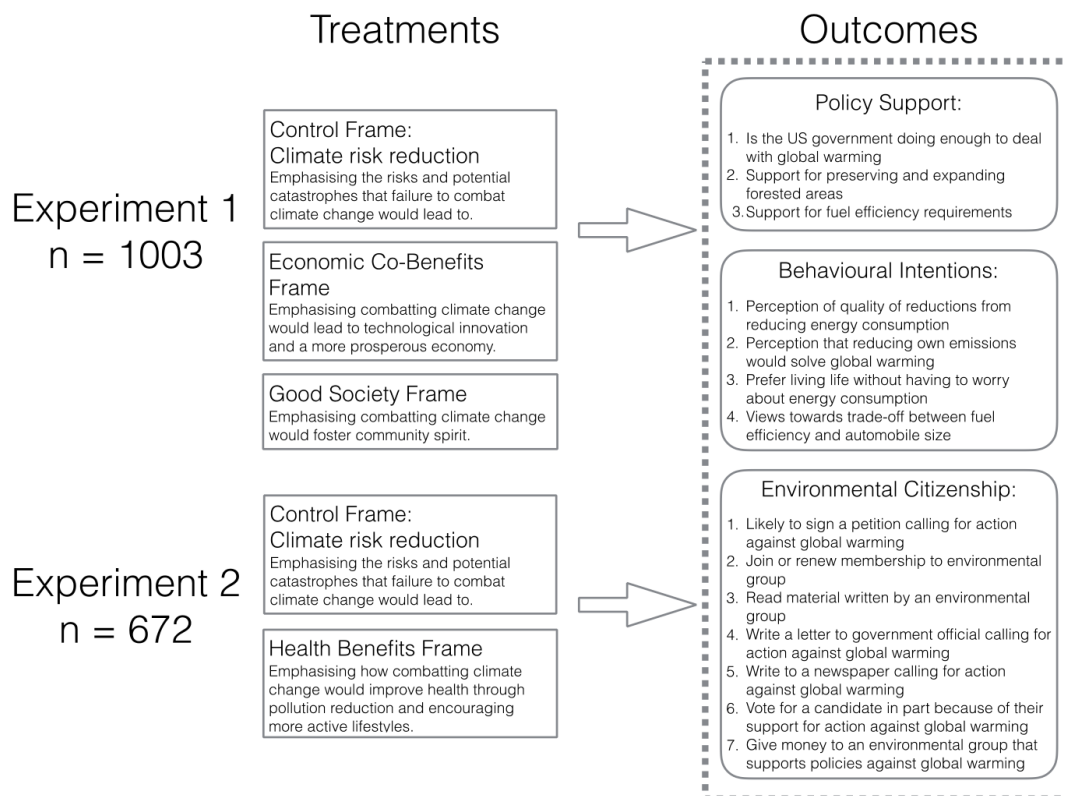 Treatments
Outcomes
Experiment 1
n = 1003
Control Frame:
Climate risk reduction
Emphasising the risks and potential
catastrophes that failure to combat
climate change would lead to.
Economic Co-Benefits
Frame
Emphasising combatting climate change
would lead to technological innovation
and a more prosperous economy.
Good Society Frame
Emphasising combatting climate change
would foster community spirit.
Experiment 2
n = 672
Control Frame:
Climate risk reduction
Emphasising the risks and potential
catastrophes that failure to combat
climate change would lead to.
Health Benefits Frame
Emphasising how combatting climate
change would improve health through
pollution reduction and encouraging
more active lifestyles.
Policy Support:
1. Is the US government doing enough to deal
with global warming
2. Support for preserving and expanding
forested areas
3. Support for fuel efficiency requirements
Behavioural Intentions:
1. Perception of quality of reductions from
reducing energy consumption
2. Perception that reducing own emissions
would solve global warming
3. Prefer living life without having to worry
about energy consumption
4. Views towards trade-off between fuel
efficiency and automobile size
Environmental Citizenship:
1. Likely to sign a petition calling for action
against global warming
2. Join or renew membership to environmental
group
3. Read material written by an environmental
group
4. Write a letter to government official calling for
action against global warming
5. Write to a newspaper calling for action
against global warming
6. Vote for a candidate in part because of their
support for action against global warming
7. Give money to an environmental group that
supports policies against global warming